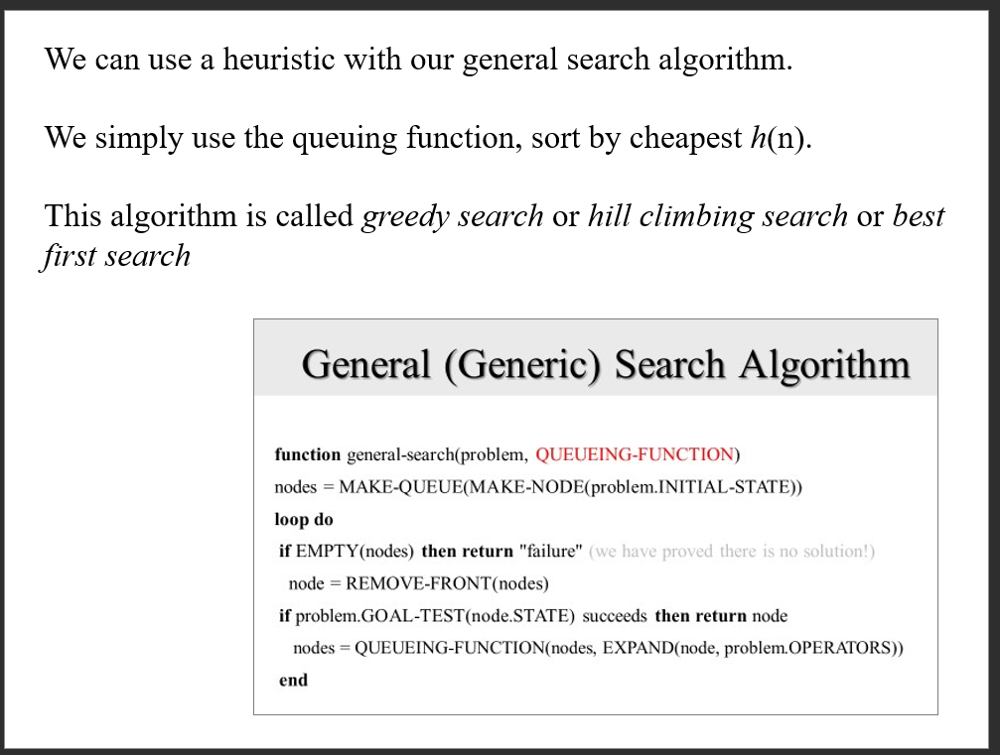 We can use a heuristic with our general search algorithm.
We simply use the queuing function, sort by cheapest h(n).
This algorithm is called greedy search or hill climbing search or best
first search
General (Generic) Search Algorithm
function general-search(problem, QUEUEING-FUNCTION)
nodes = MAKE-QUEUE(MAKE-NODE(problem.INITIAL-STATE))
loop do
if EMPTY(nodes) then return "failure" (we have proved there is no solution!)
node = REMOVE-FRONT(nodes)
if problem.GOAL-TEST(node.STATE) succeeds then return node
nodes = QUEUEING-FUNCTION(nodes, EXPAND(node, problem.OPERATORS))
end